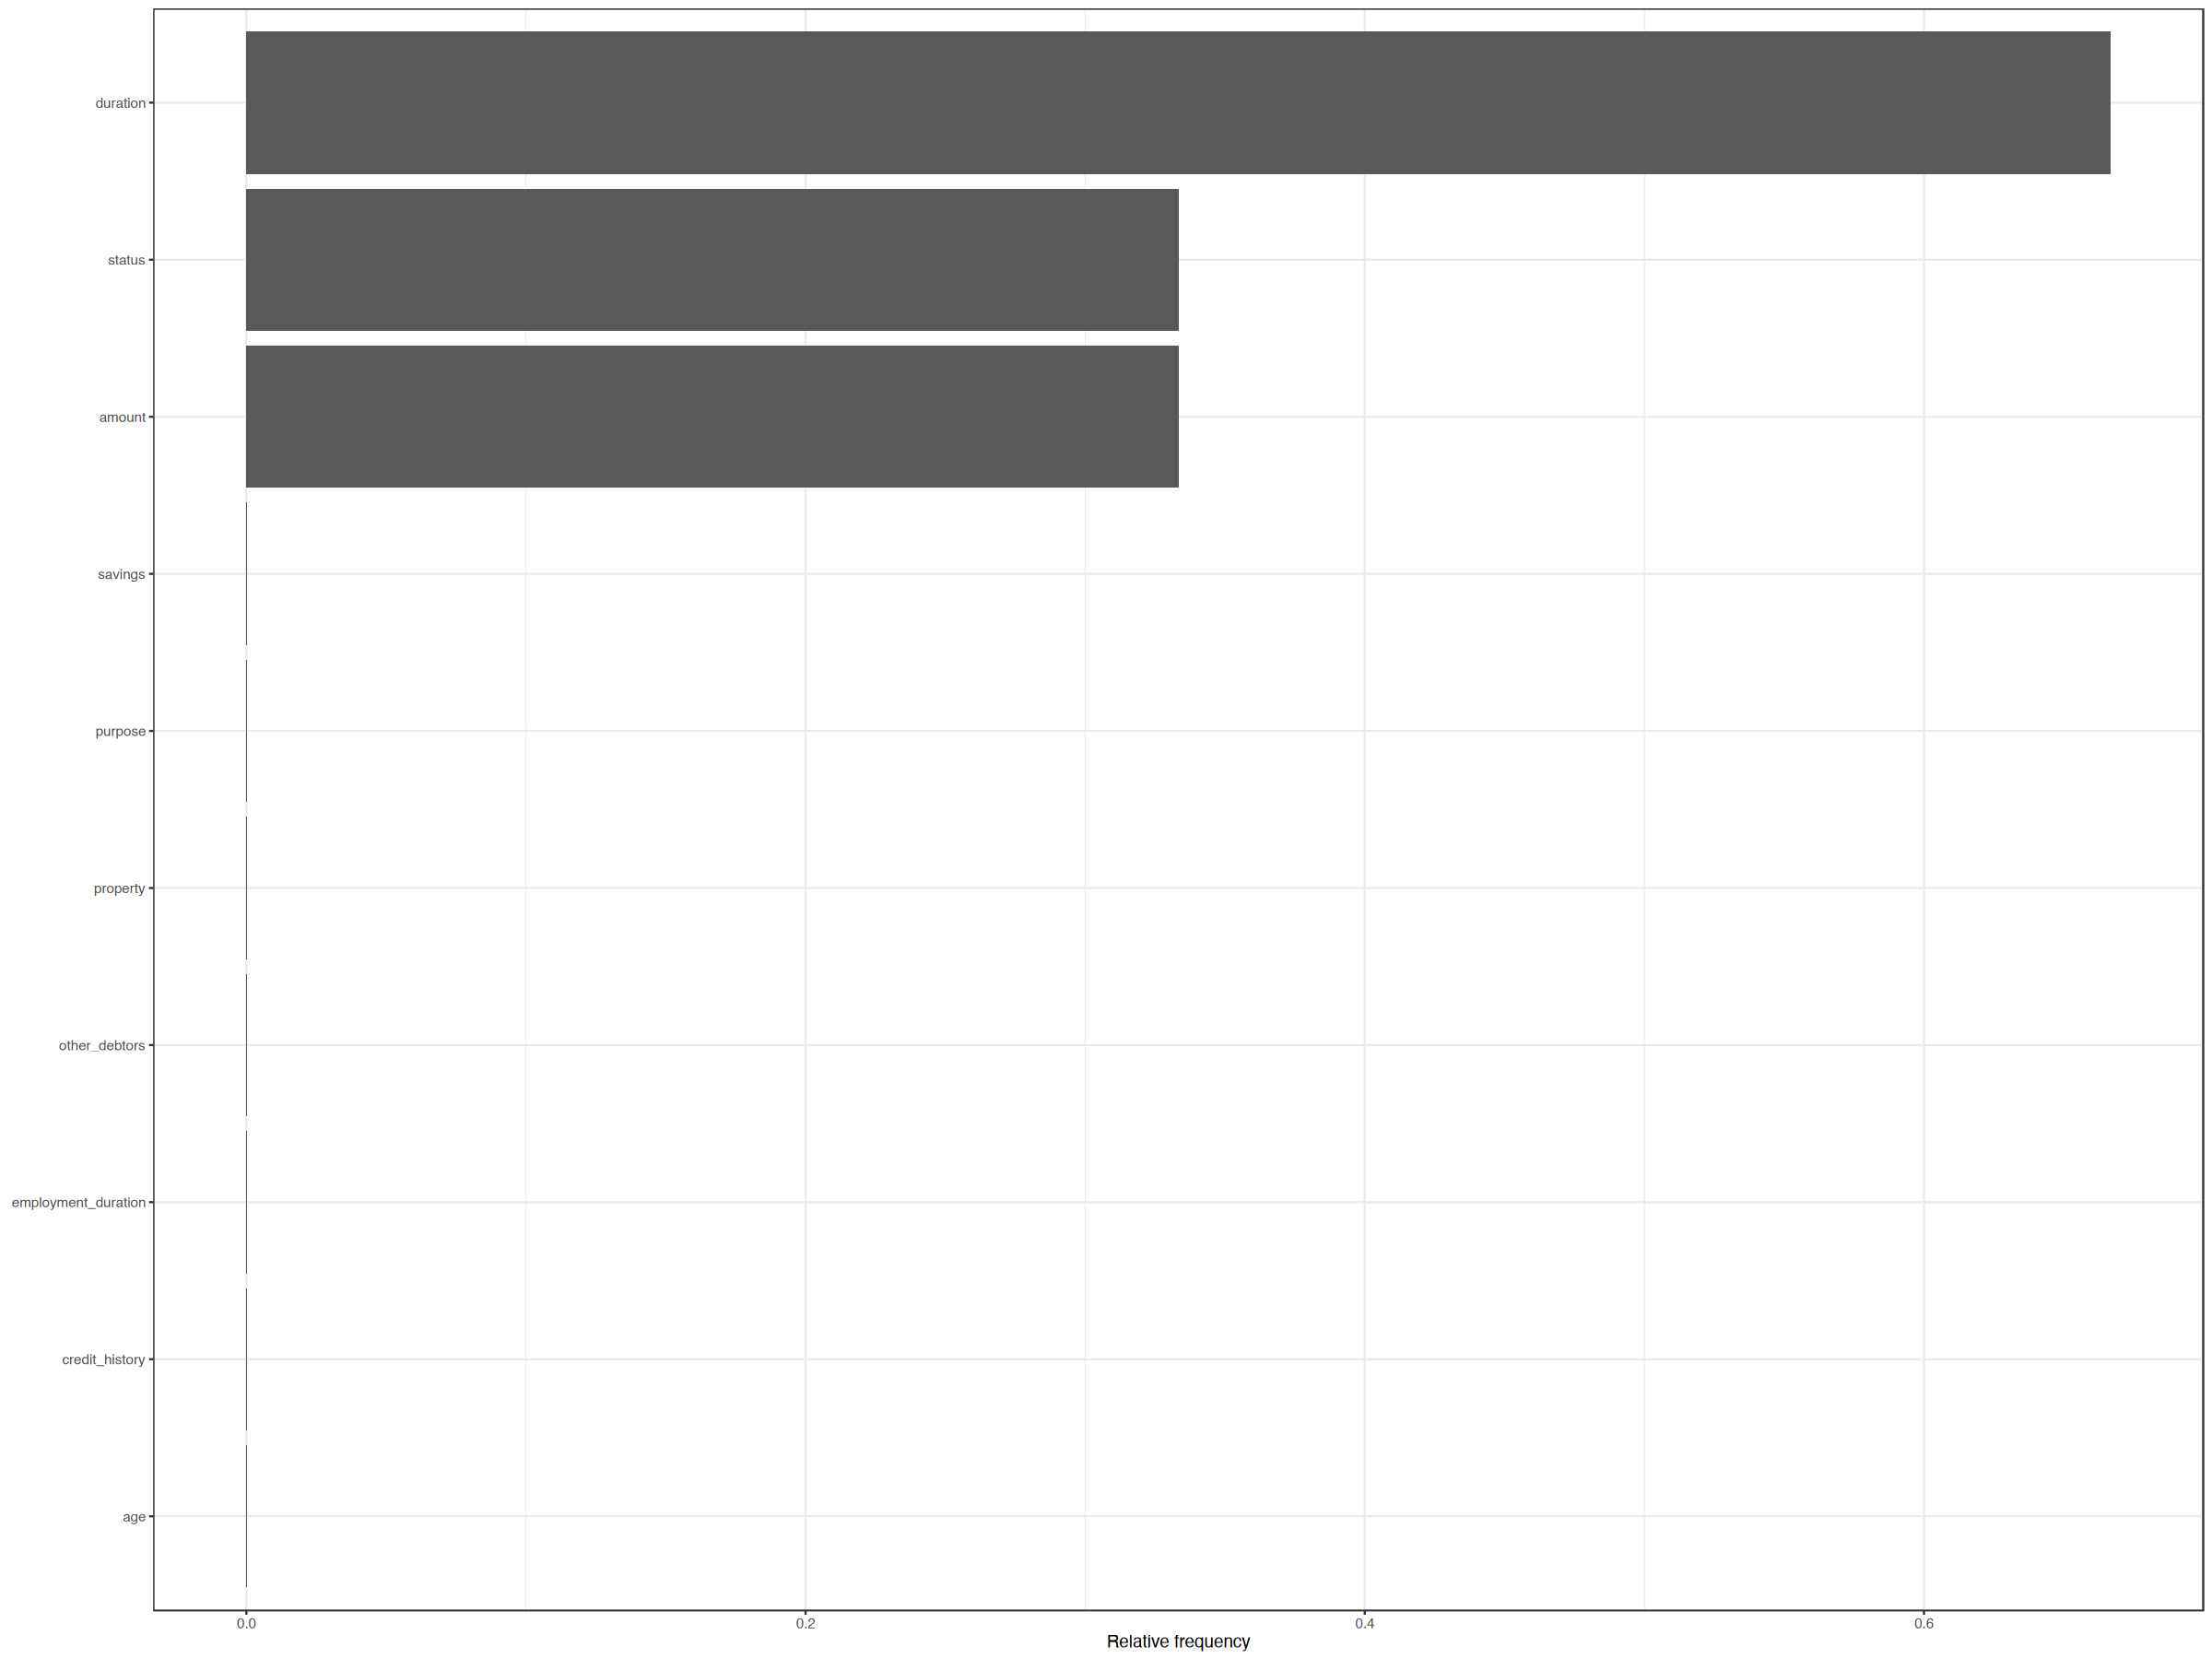 duration
status
amount
savings
purpose
property
other_debtors
employment_duration
credit_history
age
0.0 0.2 0.4 0.6
Relative frequency